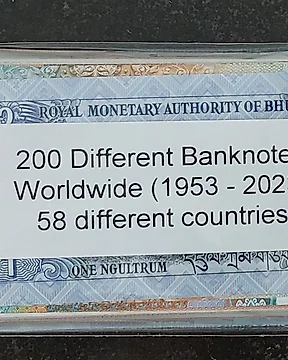 ROYAL MONETARY AUTHORITY OF BHU
200 Different Banknote
Worldwide (1953 - 202
58 different countries
ONE NGULTRUM